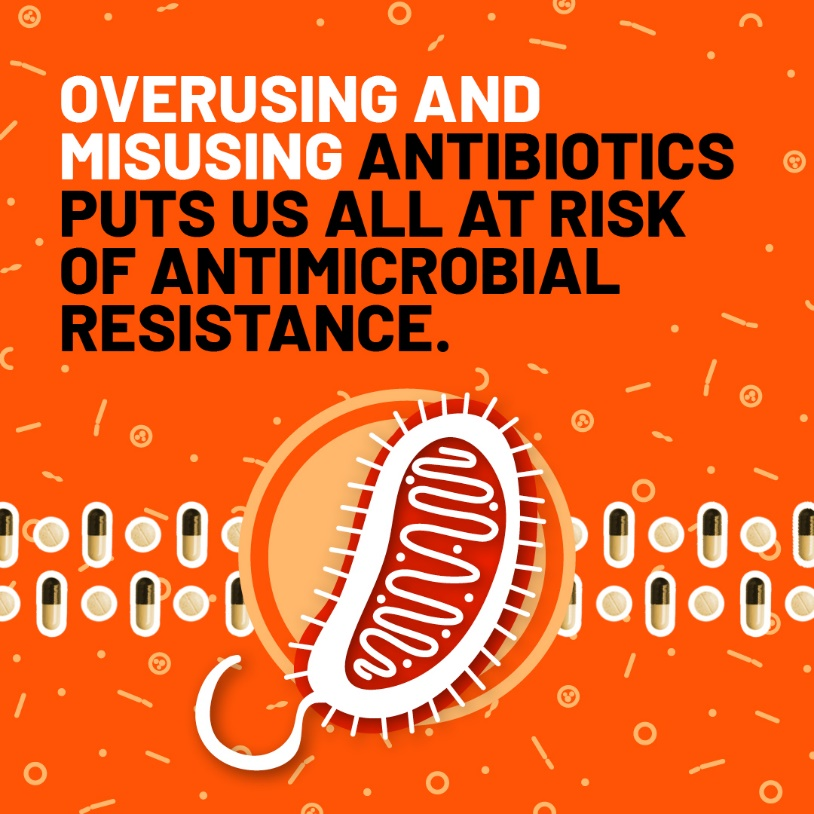 OVERUSING AND
MISUSING ANTIBIOTICS
PUTS US ALL AT RISK
OF ANTIMICROBIAL
RESISTANCE.